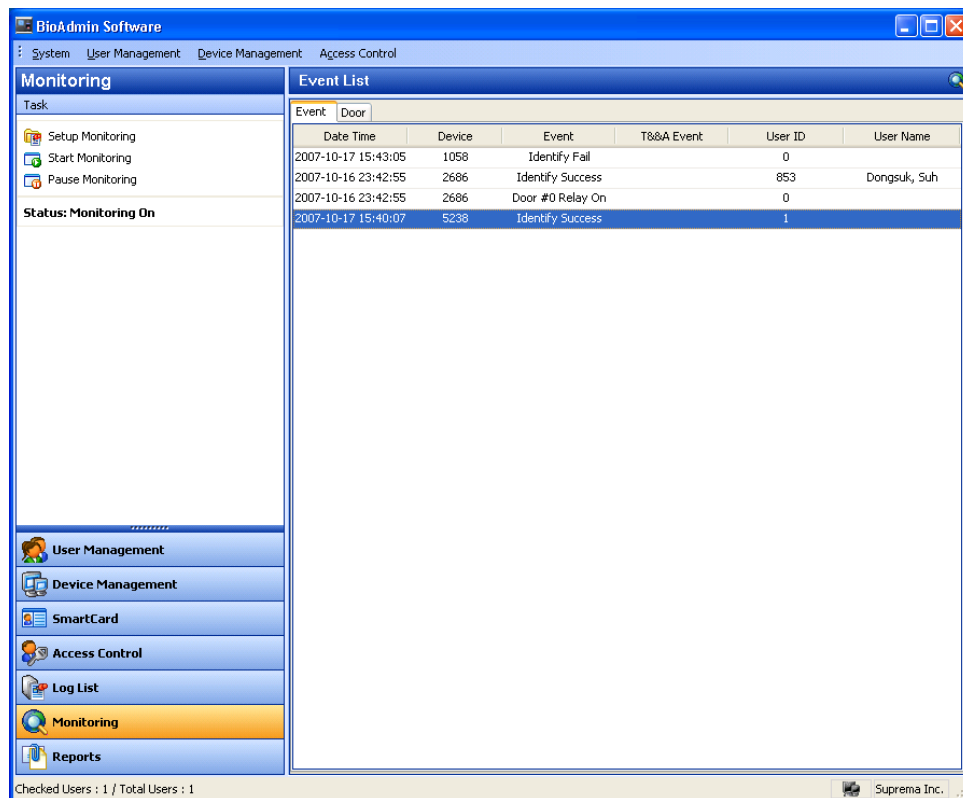 BioAdmin Software
System User Management Device Management Access Control
Monitoring
Task
Setup Monitoring
Start Monitoring
Pause Monitoring
Status: Monitoring On
User Management
Device Management
SmartCard
Access Control
Log List
Monitoring
Reports
Event List
Event Door
Date Time Device Event T&&A Event User ID User Name
2007-10-17 15:43:05 1058 Identify Fail 0
2007-10-16 23:42:55 2686 Identify Success 853 Dongsuk, Suh
2007-10-16 23:42:55 2686 Door #0 Relay On 0
2007-10-17 15:40:07 5238 Identify Success 1
Checked Users : 1 / Total Users : 1
Suprema Inc.